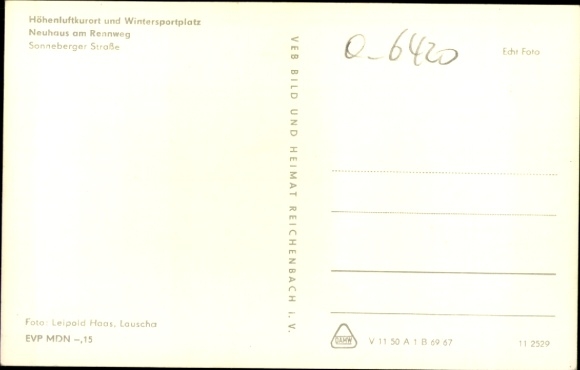 Höhenluftkurort und Wintersportplatz
Neuhaus am Rennweg
Sonneberger Straße
Foto: Leipold Haas, Lauscha
EVP MDN –,15
VEB BILD UND HEIMAT REICHENBACH i. V.
Q-6420
Echt Foto
DAMW
V 11 50 A 1 B 69 67
11 2529